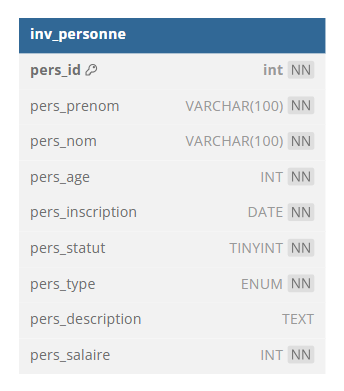 inv_personne
pers_id int NN
pers_prenom VARCHAR(100) NN
pers_nom VARCHAR(100) NN
pers_age INT NN
pers_inscription DATE NN
pers_statut TINYINT NN
pers_type ENUM NN
pers_description TEXT
pers_salaire INT NN